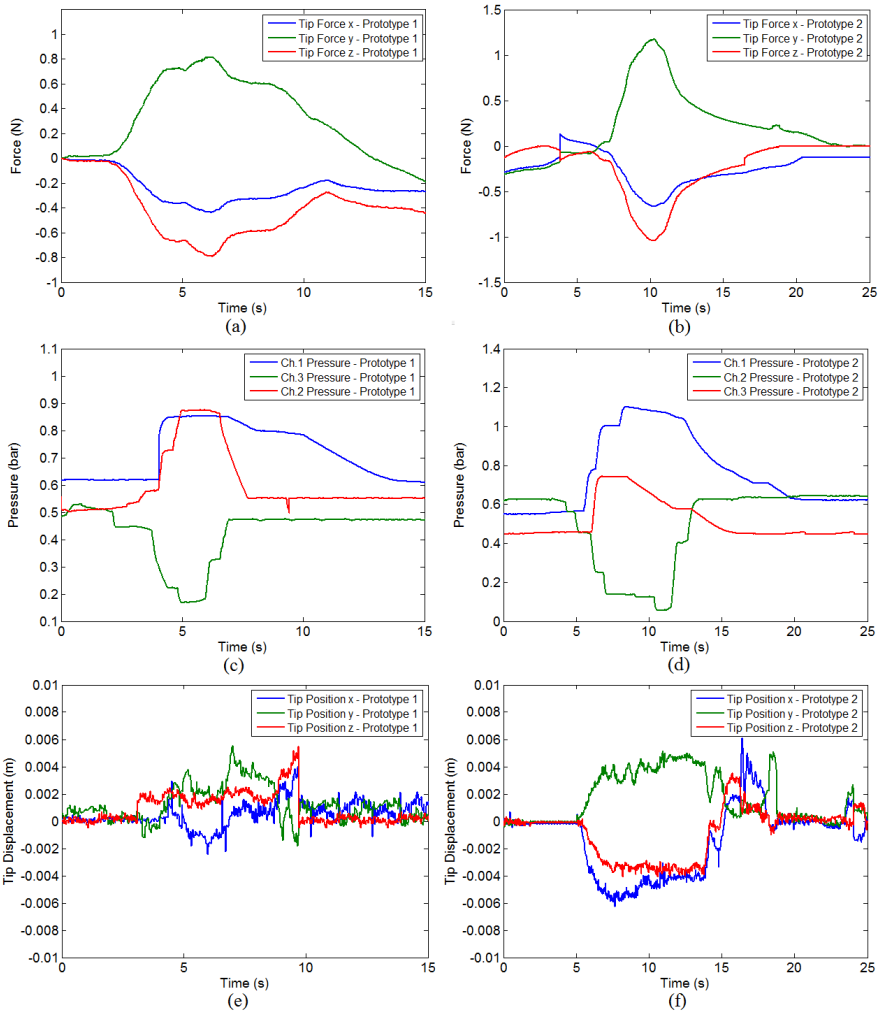 Tip Force x - Prototype 1
Tip Force y - Prototype 1
Tip Force z - Prototype 1
1
0.8
0.6
0.4
0.2
0
-0.2
-0.4
-0.6
-0.8
-1
Force (N)
0 5 10 15
Time (s)
(a)
Tip Force x - Prototype 2
Tip Force y - Prototype 2
Tip Force z - Prototype 2
1.5
1
0.5
0
-0.5
-1
-1.5
Force (N)
0 5 10 15 20 25
Time (s)
(b)
Ch.1 Pressure - Prototype 1
Ch.3 Pressure - Prototype 1
Ch.2 Pressure - Prototype 1
1.1
1
0.9
0.8
0.7
0.6
0.5
0.4
0.3
0.2
0.1
Pressure (bar)
0 5 10 15
Time (s)
(c)
Ch.1 Pressure - Prototype 2
Ch.2 Pressure - Prototype 2
Ch.3 Pressure - Prototype 2
1.4
1.2
1
0.8
0.6
0.4
0.2
0
Pressure (bar)
0 5 10 15 20 25
Time (s)
(d)
Tip Position x - Prototype 1
Tip Position y - Prototype 1
Tip Position z - Prototype 1
0.01
0.008
0.006
0.004
0.002
0
-0.002
-0.004
-0.006
-0.008
-0.01
Tip Displacement (m)
0 5 10 15
Time (s)
(e)
Tip Position x - Prototype 2
Tip Position y - Prototype 2
Tip Position z - Prototype 2
0.01
0.008
0.006
0.004
0.002
0
-0.002
-0.004
-0.006
-0.008
-0.01
Tip Displacement (m)
0 5 10 15 20 25
Time (s)
(f)